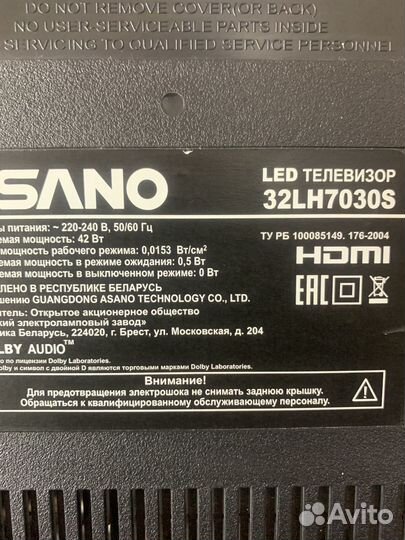 DO NOT REMOVE COVER(OR BACK)
NO USER-SERVICEABLE PARTS INSIDE
SERVICING TO QUALIFIED SERVICE PERSONNEL
SANO
LED ТЕЛЕВИЗОР
32LH7030S
ы питания: ~ 220-240 В, 50/60 Гц
емая мощность: 42 Вт
мощность рабочего режима: 0,0153 Вт/см²
емая мощность в режиме ожидания: 0,5 Вт
емая мощность в выключенном режиме: 0 Вт
ТУ РБ 100085149. 176-2004
HDMI
ЛЕНО В РЕСПУБЛИКЕ БЕЛАРУСЬ
шению GUANGDONG ASANO TECHNOLOGY CO., LTD.
итель: Открытое акционерное общество
кий электроламповый завод»
ика Беларусь, 224020, г. Брест, ул. Московская, д. 204
EAC
LBY AUDIO™
о по лицензии Dolby Laboratories.
olby и символ с двойной D являются торговыми марками Dolby Laboratories.
Внимание!
Для предотвращения электрошока не снимать заднюю крышку.
Обращаться к квалифицированному обслуживающему персоналу.
Avito